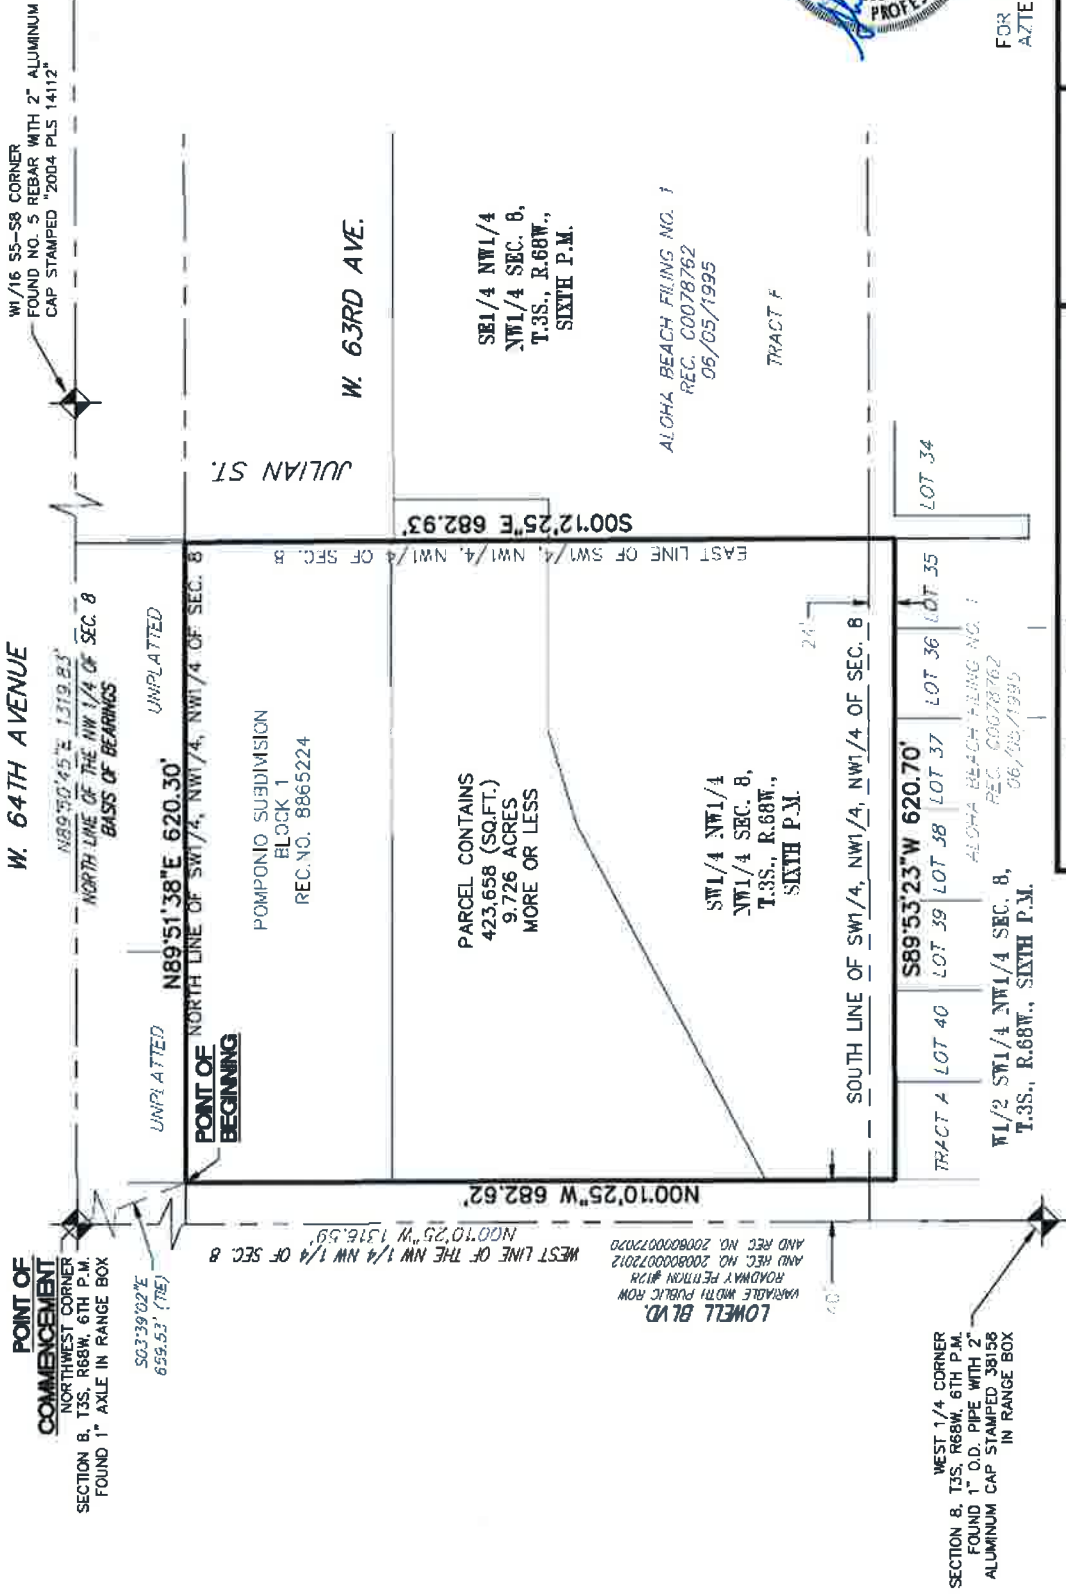 W. 64TH AVENUE
POINT OF
COMMENCEMENT
NORTHWEST CORNER
SECTION 8, T3S, R68W, 6TH P.M.
FOUND 1" AXLE IN RANGE BOX
S03°39'02"E
659.53' (TIE)
N89°50'45"E 1319.83'
NORTH LINE OF THE NW 1/4 OF SEC. 8
BASIS OF BEARINGS
W1/16 S5-S8 CORNER
FOUND NO. 5 REBAR WITH 2" ALUMINUM
CAP STAMPED "2004 PLS 14112"
UNPLATTED
UNPLATTED
N89°51'38"E 620.30'
NORTH LINE OF SW1/4, NW1/4, NW1/4 OF SEC. 8
POINT OF
BEGINNING
POMPONIO SUBDIVISION
BLOCK 1
REC.NO. 8865224
JULIAN ST.
W. 63RD AVE.
PARCEL CONTAINS
423,658 (SQ.FT.)
9.726 ACRES
MORE OR LESS
S00°12'25"E 682.93'
EAST LINE OF SW1/4, NW1/4, NW1/4 OF SEC. 8
SE1/4 NW1/4
NW1/4 SEC. 8,
T.3S., R.68W.,
SIXTH P.M.
ALOHA BEACH FILING NO. 1
REC. C0078762
06/05/1995
TRACT F
N00°10'25"W 682.62'
N00°10'25"W 1316.59'
WEST LINE OF THE NW 1/4 NW 1/4 OF SEC. 8
LOWELL BLVD.
VARIABLE WIDTH PUBLIC ROW
ROADWAY PETITION #128
AND REC NO. 2008000072012
AND REC NO. 2008000072020
SW1/4 NW1/4
NW1/4 SEC. 8,
T.3S., R.68W.,
SIXTH P.M.
24'
40'
SOUTH LINE OF SW1/4, NW1/4, NW1/4 OF SEC. 8
S89°53'23"W 620.70'
TRACT A
LOT 40
LOT 39
LOT 38
LOT 37
LOT 36
LOT 35
LOT 34
ALOHA BEACH FILING NO. 1
REC. C0078762
06/05/1995
W1/2 SW1/4 NW1/4 SEC. 8,
T.3S., R.68W., SIXTH P.M.
WEST 1/4 CORNER
SECTION 8, T3S, R68W, 6TH P.M.
FOUND 1" O.D. PIPE WITH 2"
ALUMINUM CAP STAMPED 38158
IN RANGE BOX
FOR